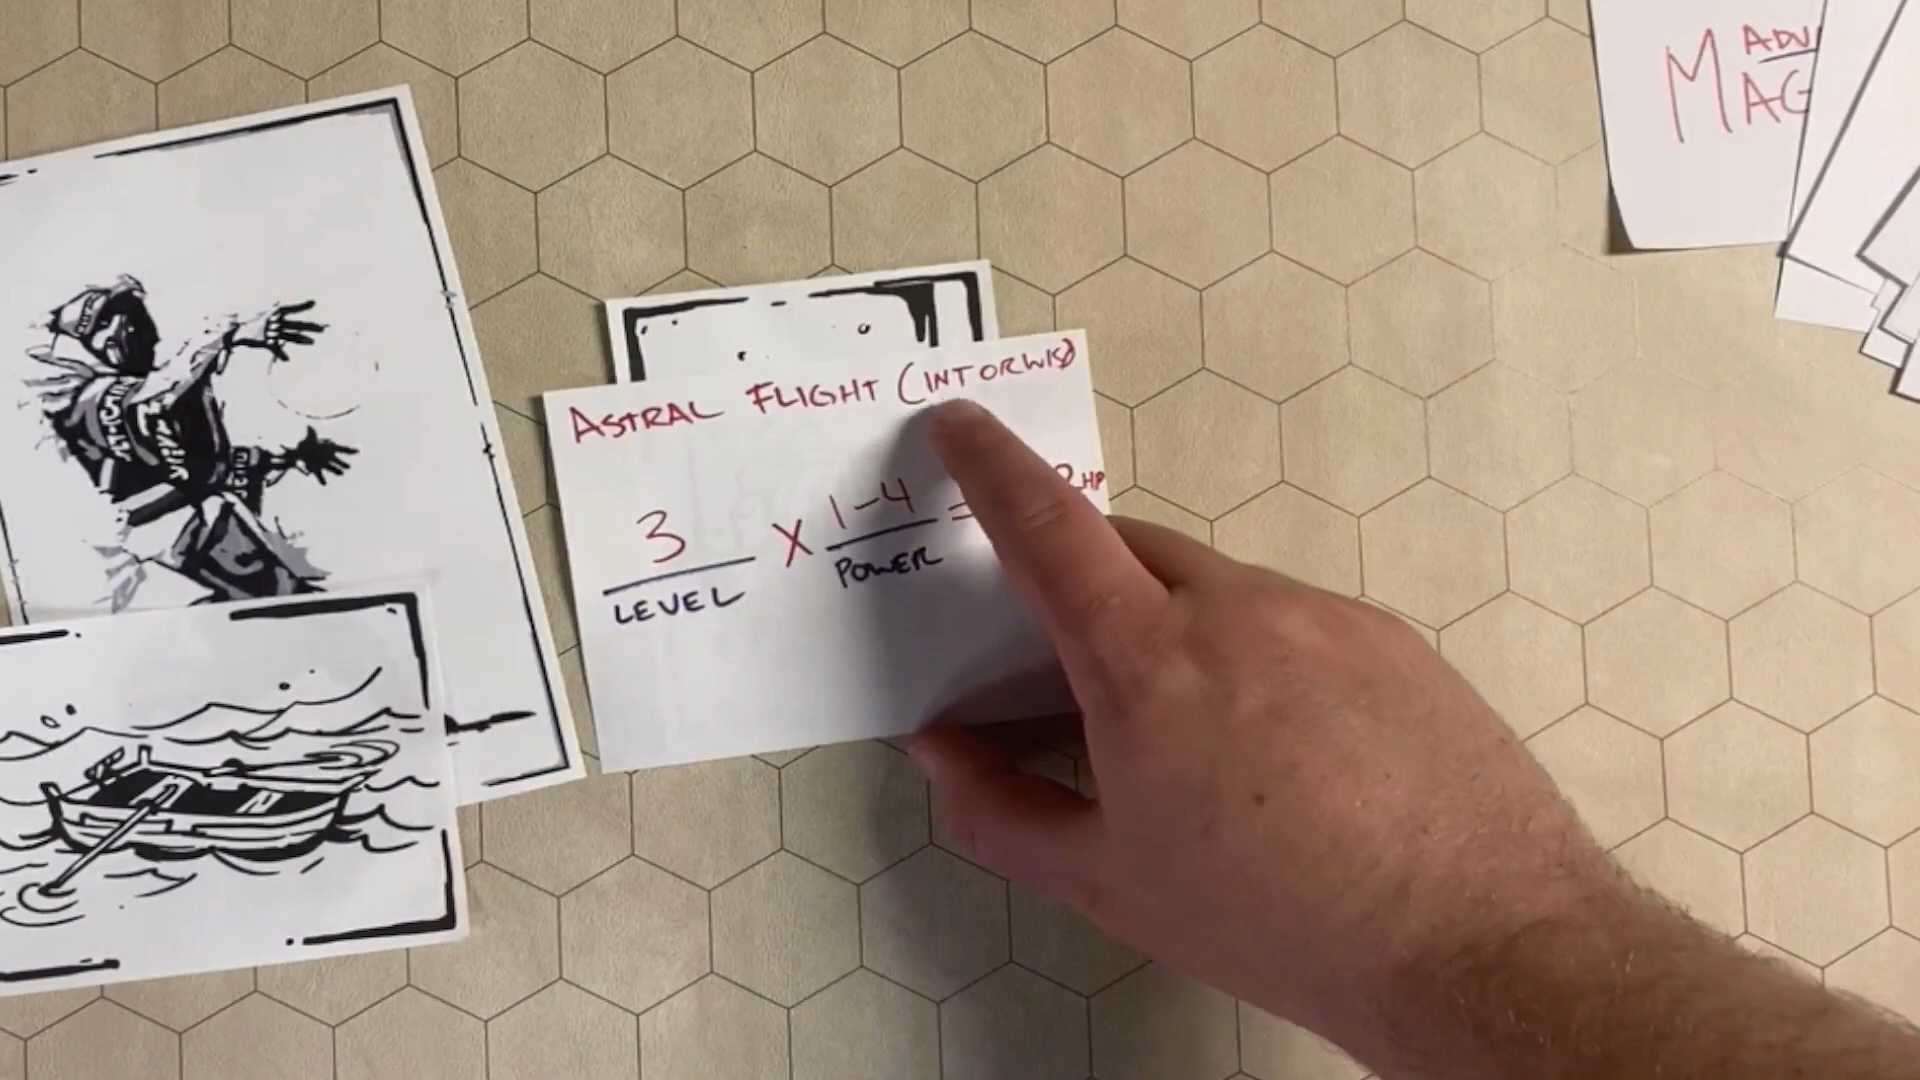 ADV
MAG
ASTRAL FLIGHT (INT OR WIS)
3 X 1-4 =
HP
LEVEL
POWER